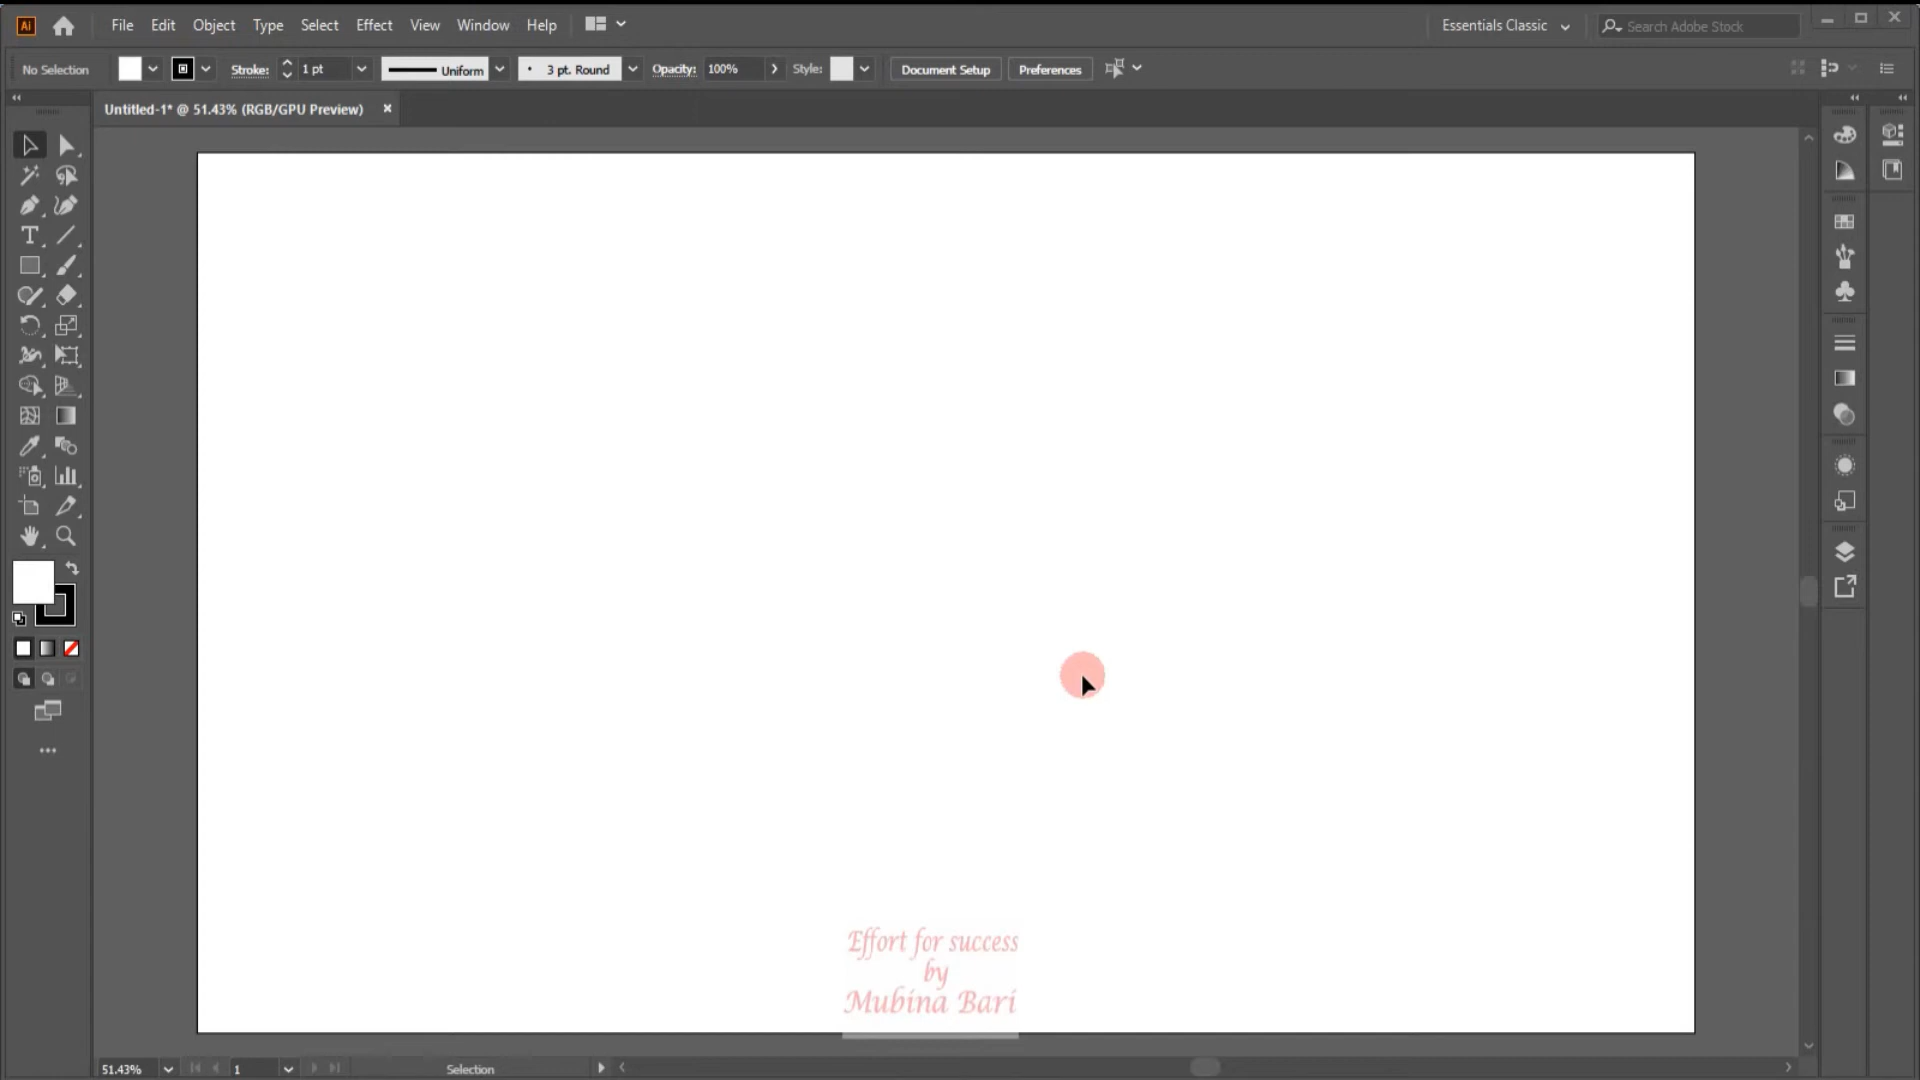 Ai File Edit Object Type Select Effect View Window Help Essentials Classic Search Adobe Stock
No Selection Stroke: 1 pt Uniform 3 pt. Round Opacity: 100% Style: Document Setup Preferences
Untitled-1* @ 51.43% (RGB/GPU Preview)
Effort for success
by
Mubina Bari
51.43% 1 Selection